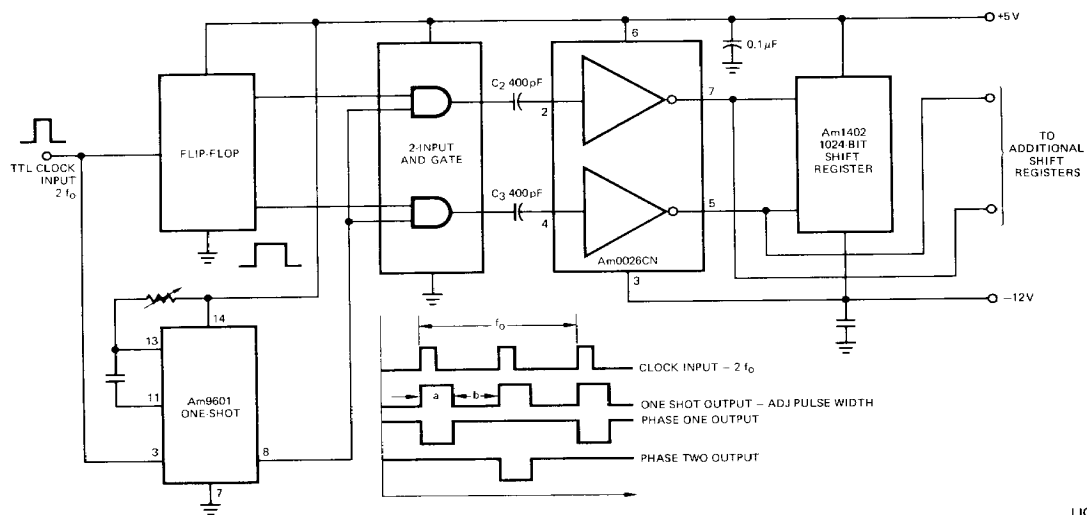 +5V
6
0.1μF
C2 400pF
7
2
FLIP-FLOP
2-INPUT
AND GATE
Am1402
1024-BIT
SHIFT
REGISTER
TO
ADDITIONAL
SHIFT
REGISTERS
TTL CLOCK
INPUT
2 fo
C3 400pF
5
4
Am0026CN
3
-12V
14
13
11
Am9601
ONE-SHOT
3
8
7
fo
CLOCK INPUT – 2 fo
a
b
ONE SHOT OUTPUT – ADJ PULSE WIDTH
PHASE ONE OUTPUT
PHASE TWO OUTPUT